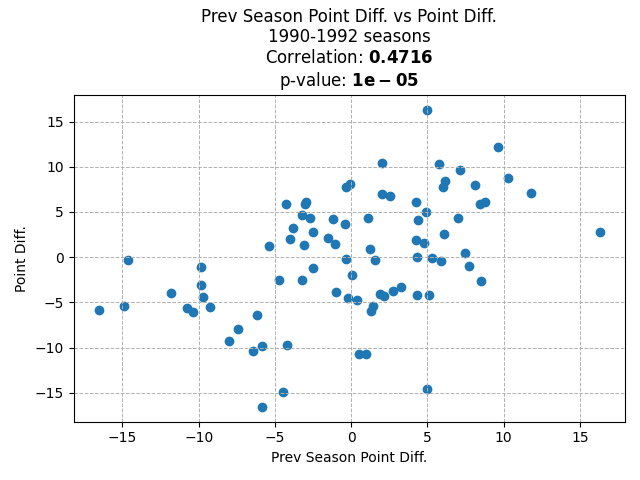 Prev Season Point Diff. vs Point Diff.
1990-1992 seasons
Correlation: 0.4716
p-value: 1e − 05
15
10
5
0
−5
−10
−15
Point Diff.
−15 −10 −5 0 5 10 15
Prev Season Point Diff.